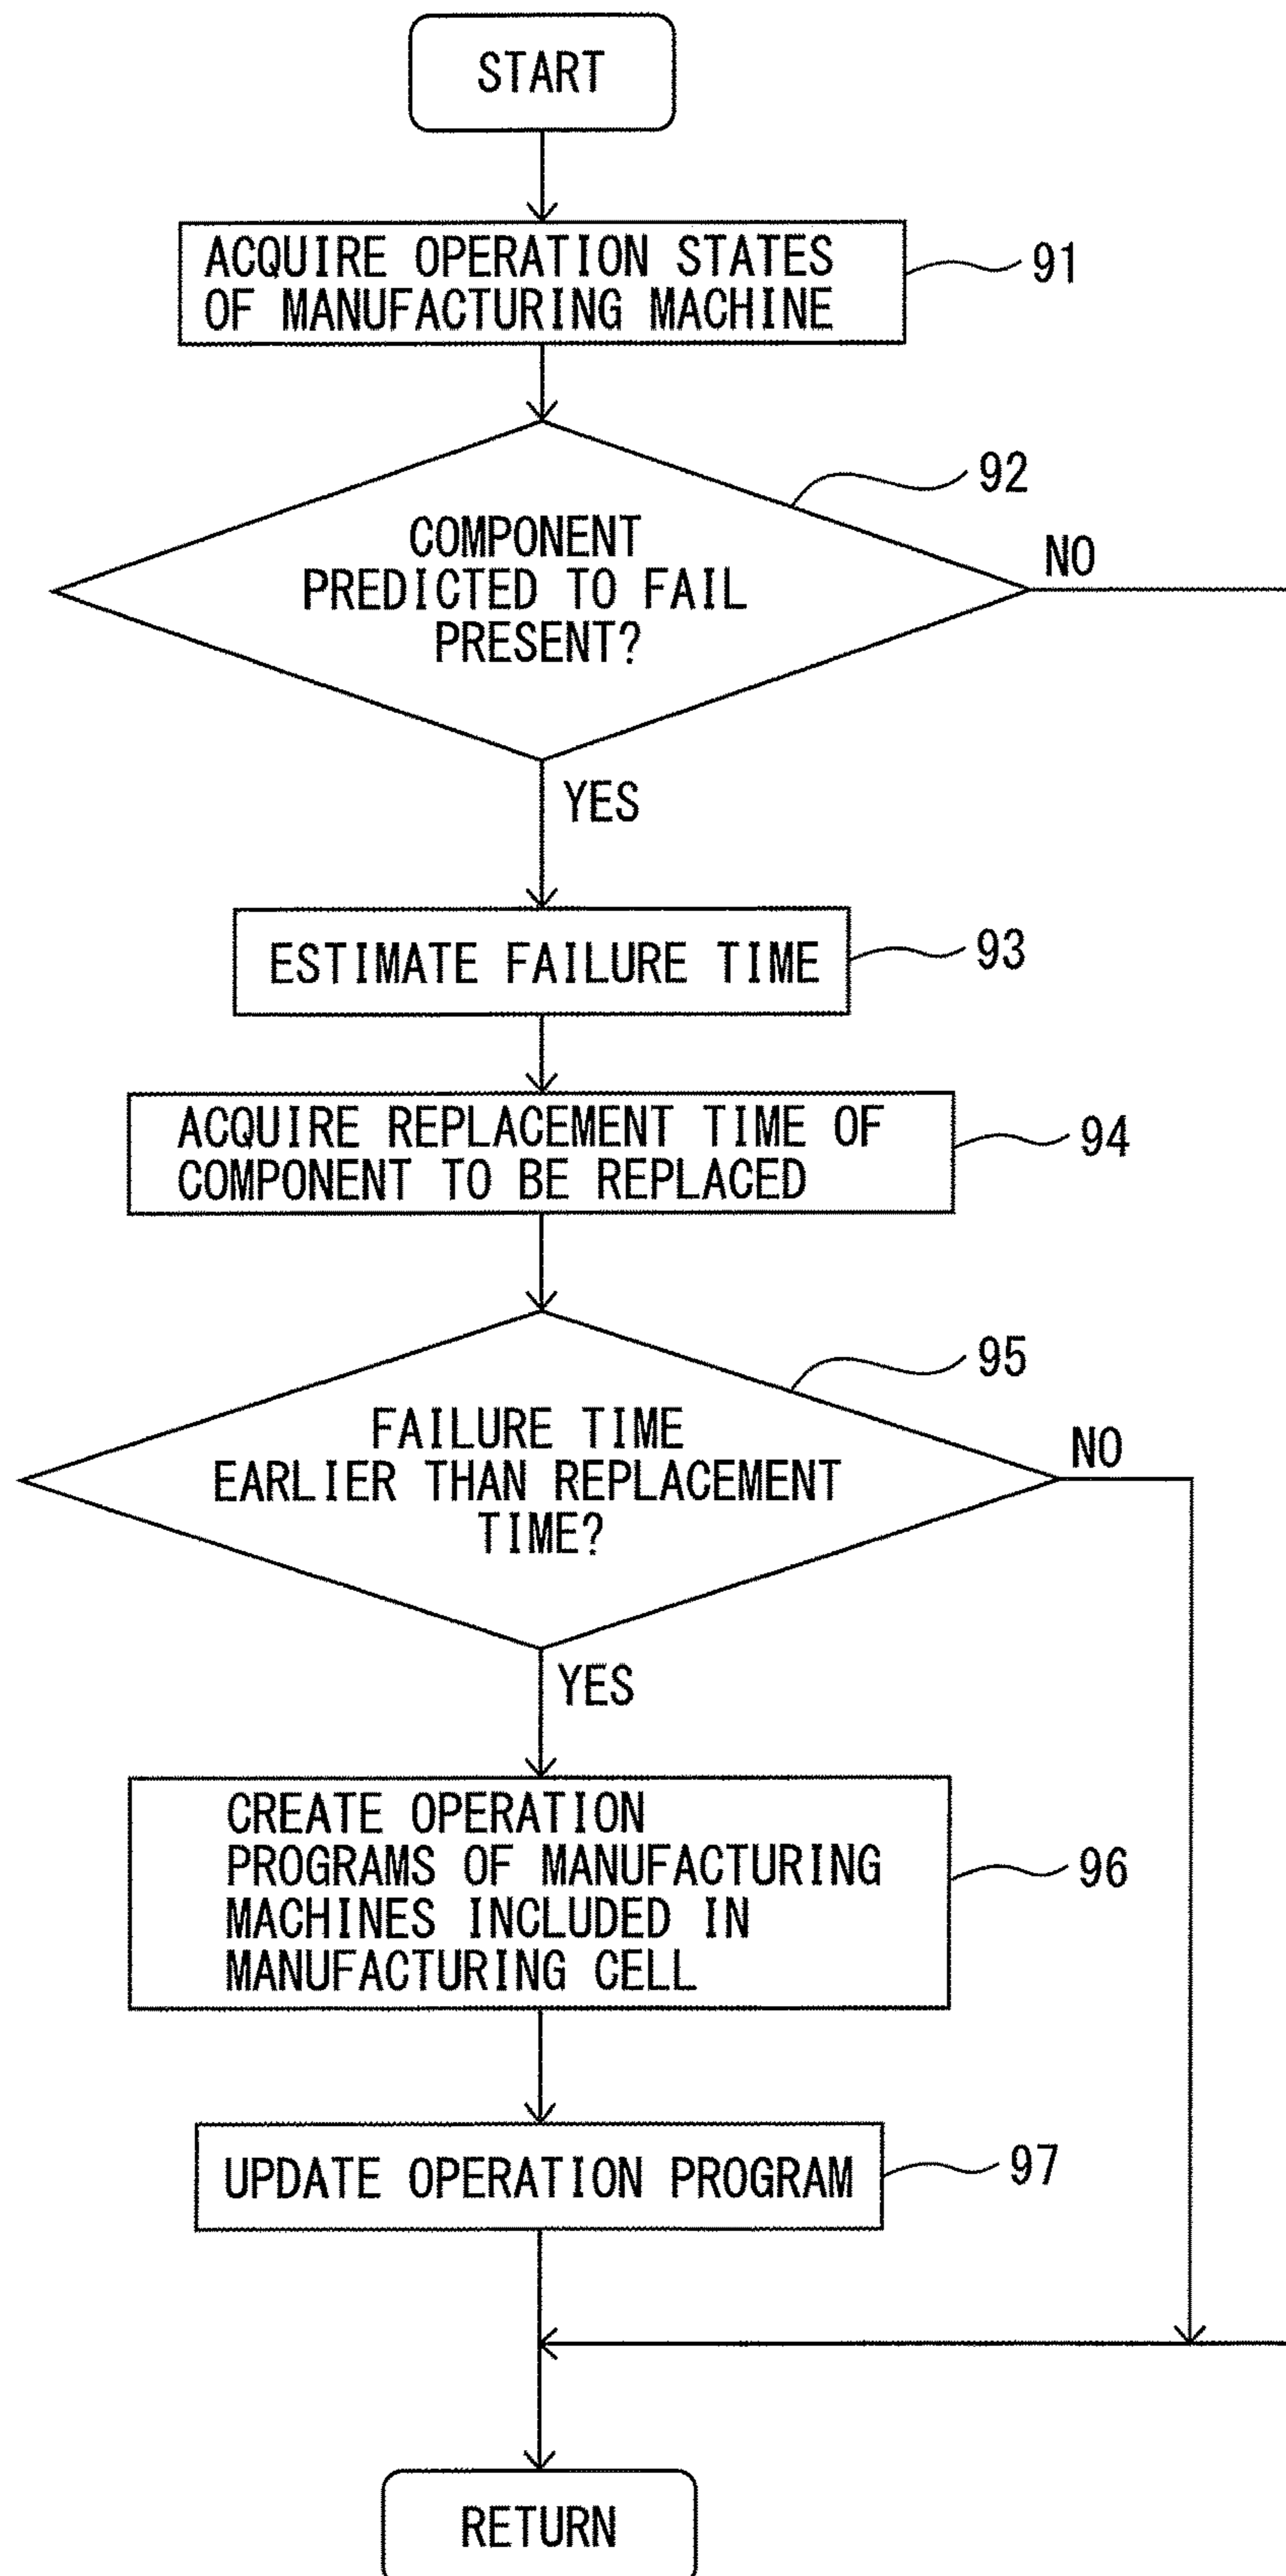 START
ACQUIRE OPERATION STATES
OF MANUFACTURING MACHINE
91
92
COMPONENT
PREDICTED TO FAIL
PRESENT?
NO
YES
ESTIMATE FAILURE TIME
93
ACQUIRE REPLACEMENT TIME OF
COMPONENT TO BE REPLACED
94
95
FAILURE TIME
EARLIER THAN REPLACEMENT
TIME?
NO
YES
CREATE OPERATION
PROGRAMS OF MANUFACTURING
MACHINES INCLUDED IN
MANUFACTURING CELL
96
UPDATE OPERATION PROGRAM
97
RETURN